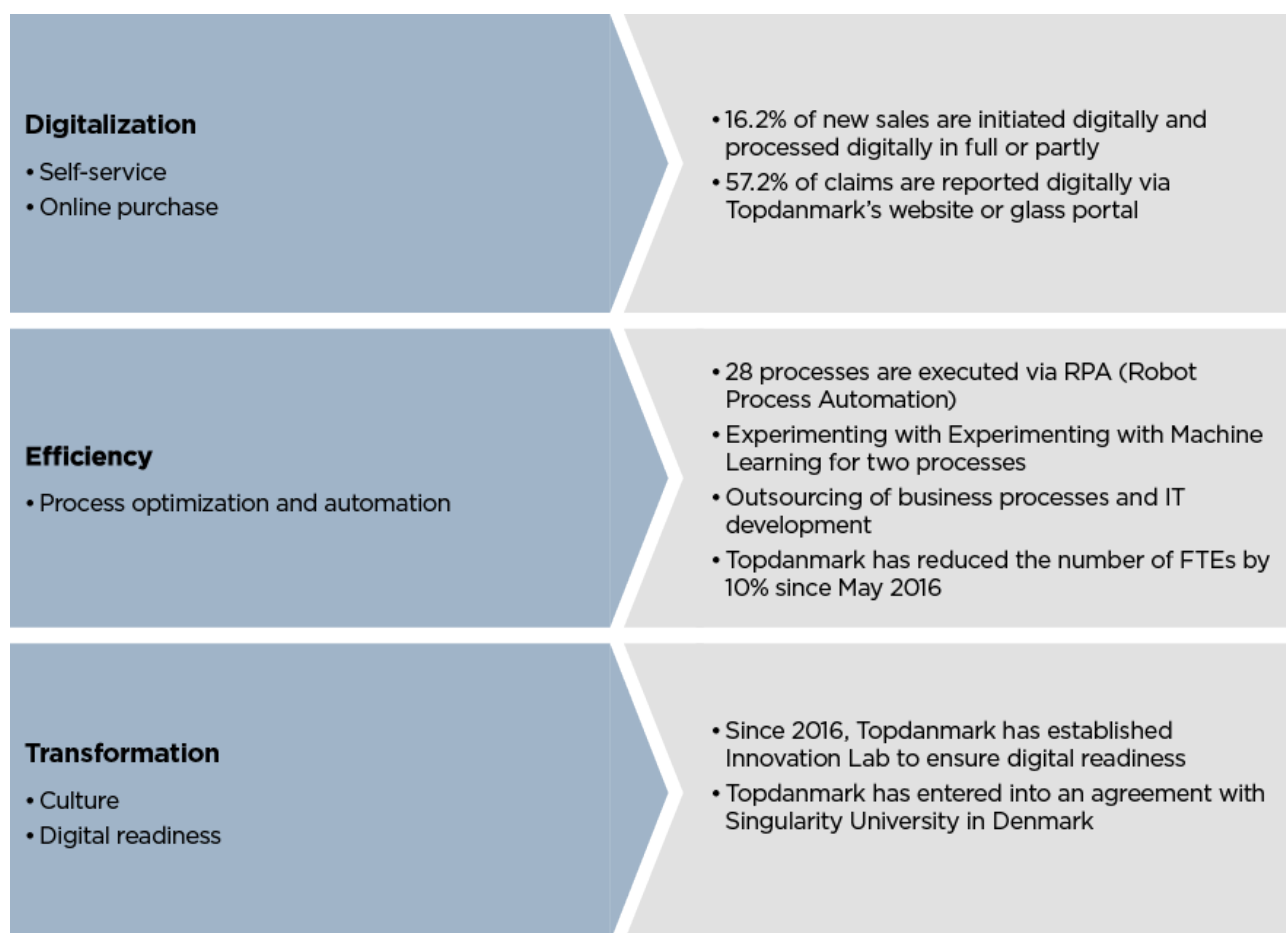 Digitalization
• Self-service
• Online purchase
• 16.2% of new sales are initiated digitally and
processed digitally in full or partly
• 57.2% of claims are reported digitally via
Topdanmark's website or glass portal
Efficiency
• Process optimization and automation
• 28 processes are executed via RPA (Robot
Process Automation)
• Experimenting with Experimenting with Machine
Learning for two processes
• Outsourcing of business processes and IT
development
• Topdanmark has reduced the number of FTEs by
10% since May 2016
Transformation
• Culture
• Digital readiness
• Since 2016, Topdanmark has established
Innovation Lab to ensure digital readiness
• Topdanmark has entered into an agreement with
Singularity University in Denmark